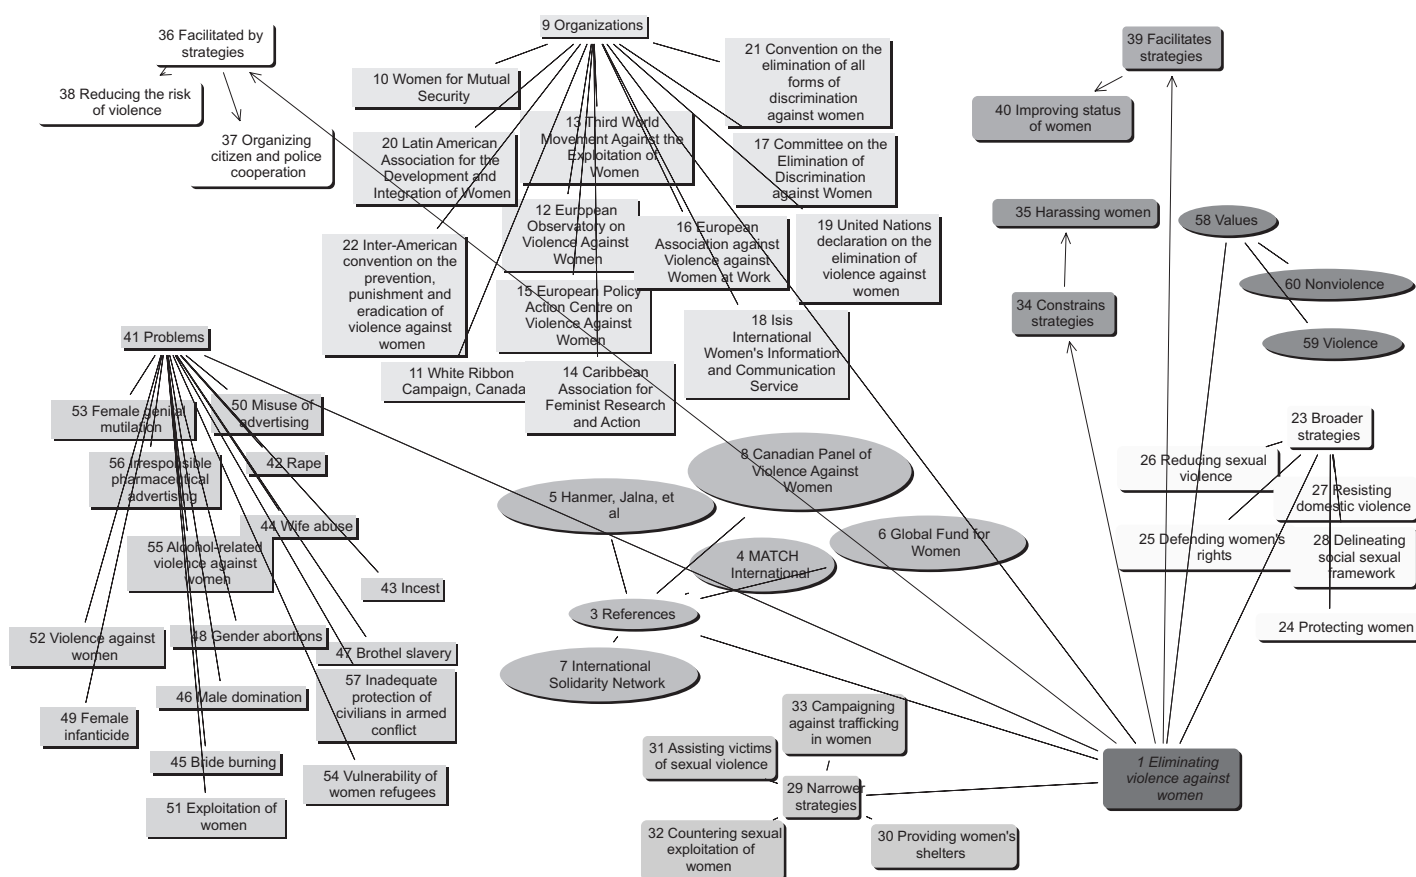 36 Facilitated by
strategies
38 Reducing the risk
of violence
37 Organizing
citizen and police
cooperation
9 Organizations
10 Women for Mutual
Security
21 Convention on the
elimination of all
forms of
discrimination
against women
13 Third World
Movement Against the
Exploitation of
Women
20 Latin American
Association for the
Development and
Integration of Women
17 Committee on the
Elimination of
Discrimination
against Women
12 European
Observatory on
Violence Against
Women
16 European
Association against
Violence against
Women at Work
19 United Nations
declaration on the
elimination of
violence against
women
22 Inter-American
convention on the
prevention,
punishment and
eradication of
violence against
women
15 European Policy
Action Centre on
Violence Against
Women
18 Isis
International
Women's Information
and Communication
Service
11 White Ribbon
Campaign, Canada
14 Caribbean
Association for
Feminist Research
and Action
39 Facilitates
strategies
40 Improving status
of women
35 Harassing women
34 Constrains
strategies
58 Values
60 Nonviolence
59 Violence
23 Broader
strategies
26 Reducing sexual
violence
27 Resisting
domestic violence
25 Defending women's
rights
28 Delineating
social sexual
framework
24 Protecting women
41 Problems
53 Female genital
mutilation
50 Misuse of
advertising
56 Irresponsible
pharmaceutical
advertising
42 Rape
44 Wife abuse
55 Alcohol-related
violence against
women
43 Incest
52 Violence against
women
48 Gender abortions
47 Brothel slavery
46 Male domination
57 Inadequate
protection of
civilians in armed
conflict
49 Female
infanticide
45 Bride burning
54 Vulnerability of
women refugees
51 Exploitation of
women
8 Canadian Panel of
Violence Against
Women
5 Hanmer, Jalna, et
al
6 Global Fund for
Women
4 MATCH
International
3 References
7 International
Solidarity Network
33 Campaigning
against trafficking
in women
31 Assisting victims
of sexual violence
29 Narrower
strategies
32 Countering sexual
exploitation of
women
30 Providing women's
shelters
1 Eliminating
violence against
women